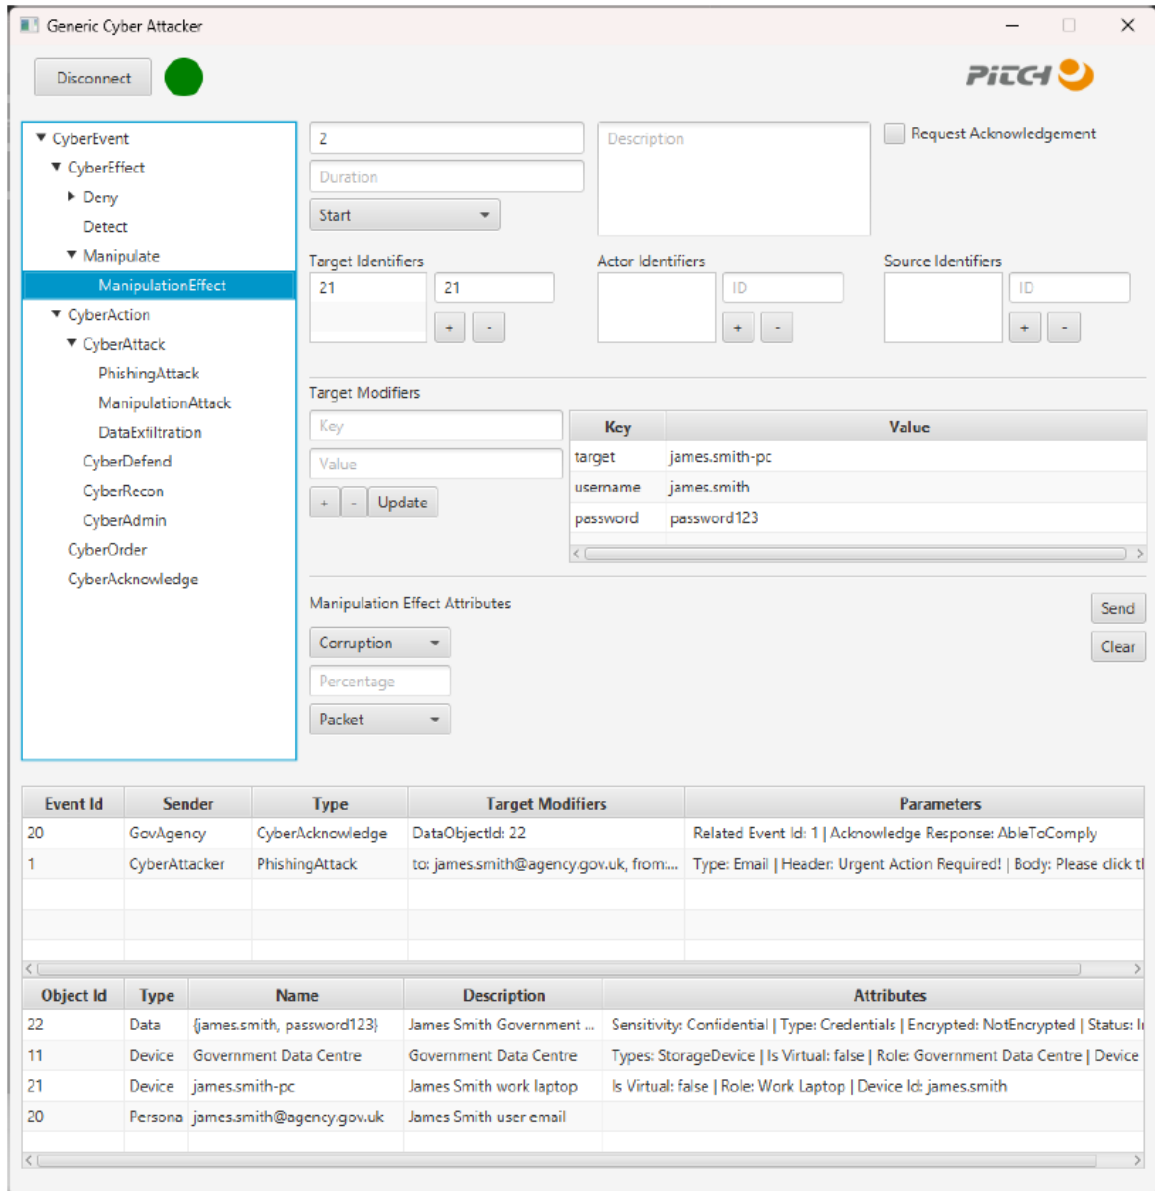 Generic Cyber Attacker
Disconnect
PITCH
CyberEvent
CyberEffect
Deny
Detect
Manipulate
ManipulationEffect
CyberAction
CyberAttack
PhishingAttack
ManipulationAttack
DataExfiltration
CyberDefend
CyberRecon
CyberAdmin
CyberOrder
CyberAcknowledge
2
Duration
Start
Description
Request Acknowledgement
Target Identifiers
21 21
+ -
Actor Identifiers
ID
+ -
Source Identifiers
ID
+ -
Target Modifiers
Key
Value
+ - Update
Key Value
target james.smith-pc
username james.smith
password password123
Manipulation Effect Attributes
Corruption
Percentage
Packet
Send
Clear
Event Id Sender Type Target Modifiers Parameters
20 GovAgency CyberAcknowledge DataObjectId: 22 Related Event Id: 1 | Acknowledge Response: AbleToComply
1 CyberAttacker PhishingAttack to: james.smith@agency.gov.uk, from:... Type: Email | Header: Urgent Action Required! | Body: Please click
Object Id Type Name Description Attributes
22 Data {james.smith, password123} James Smith Government ... Sensitivity: Confidential | Type: Credentials | Encrypted: NotEncrypted | Status:
11 Device Government Data Centre Government Data Centre Types: StorageDevice | Is Virtual: false | Role: Government Data Centre | Device
21 Device james.smith-pc James Smith work laptop Is Virtual: false | Role: Work Laptop | Device Id: james.smith
20 Persona james.smith@agency.gov.uk James Smith user email